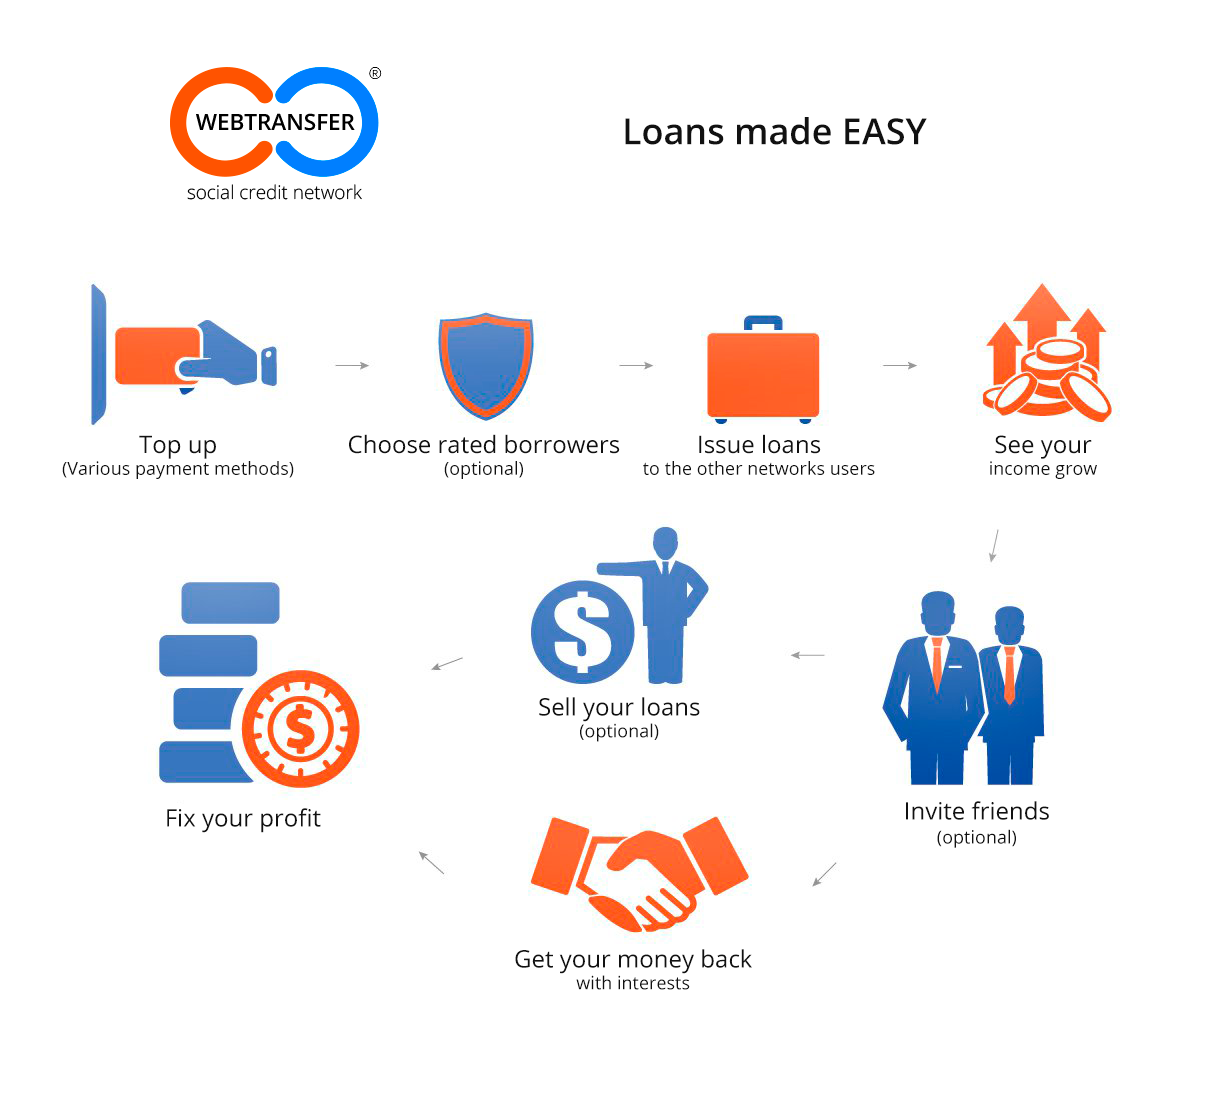 WEBTRANSFER
®
social credit network
Loans made EASY
Top up
(Various payment methods)
Choose rated borrowers
(optional)
Issue loans
to the other networks users
See your
income grow
Invite friends
(optional)
$
Sell your loans
(optional)
$
Fix your profit
Get your money back
with interests